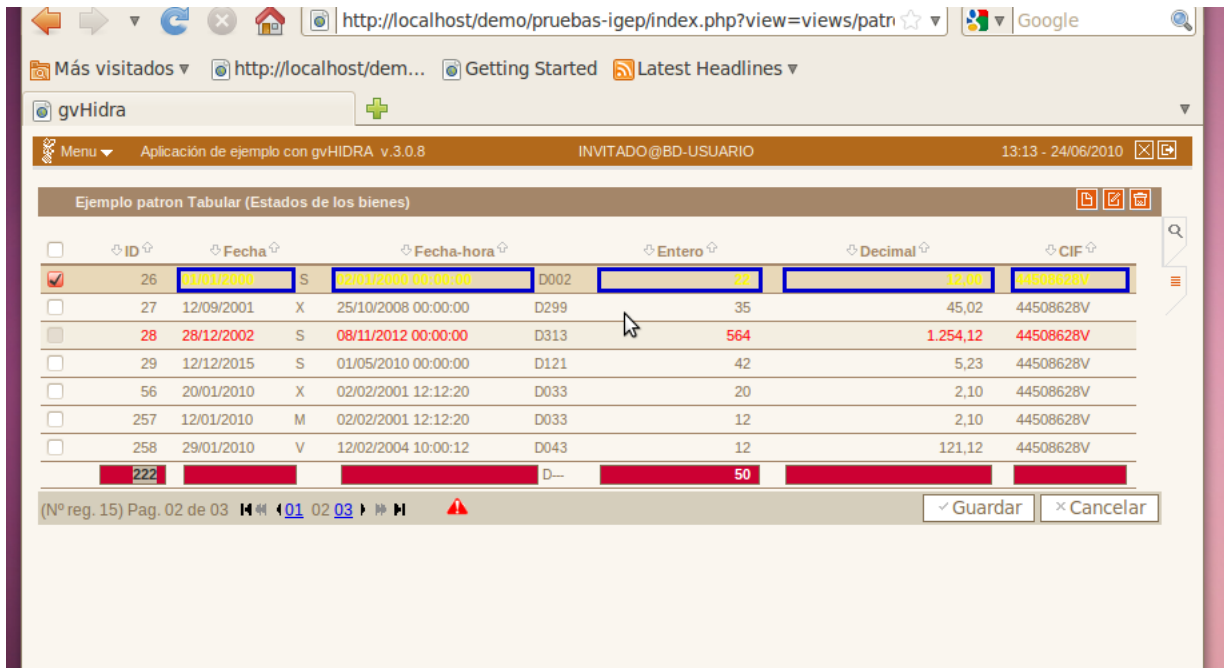 http://localhost/demo/pruebas-igep/index.php?view=views/patr Google
Más visitados http://localhost/dem... Getting Started Latest Headlines
gvHidra
Menu Aplicación de ejemplo con gvHIDRA v.3.0.8 INVITADO@BD-USUARIO 13:13 - 24/06/2010
Ejemplo patron Tabular (Estados de los bienes)
ID Fecha Fecha-hora Entero Decimal CIF
26 01/01/2000 S 02/01/2000 00:00:00 D002 22 12,00 44508628V
27 12/09/2001 X 25/10/2008 00:00:00 D299 35 45,02 44508628V
28 28/12/2002 S 08/11/2012 00:00:00 D313 564 1.254,12 44508628V
29 12/12/2015 S 01/05/2010 00:00:00 D121 42 5,23 44508628V
56 20/01/2010 X 02/02/2001 12:12:20 D033 20 2,10 44508628V
257 12/01/2010 M 02/02/2001 12:12:20 D033 12 2,10 44508628V
258 29/01/2010 V 12/02/2004 10:00:12 D043 12 121,12 44508628V
222 D--- 50
(Nº reg. 15) Pag. 02 de 03 01 02 03 Guardar Cancelar